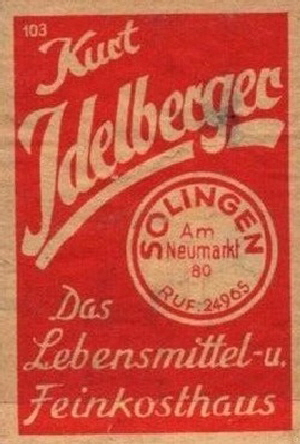 103
Kurt
Idelberger
SOLINGEN
Am
Neumarkt
80
RUF: 24965
Das
Lebensmittel-u.
Feinkosthaus